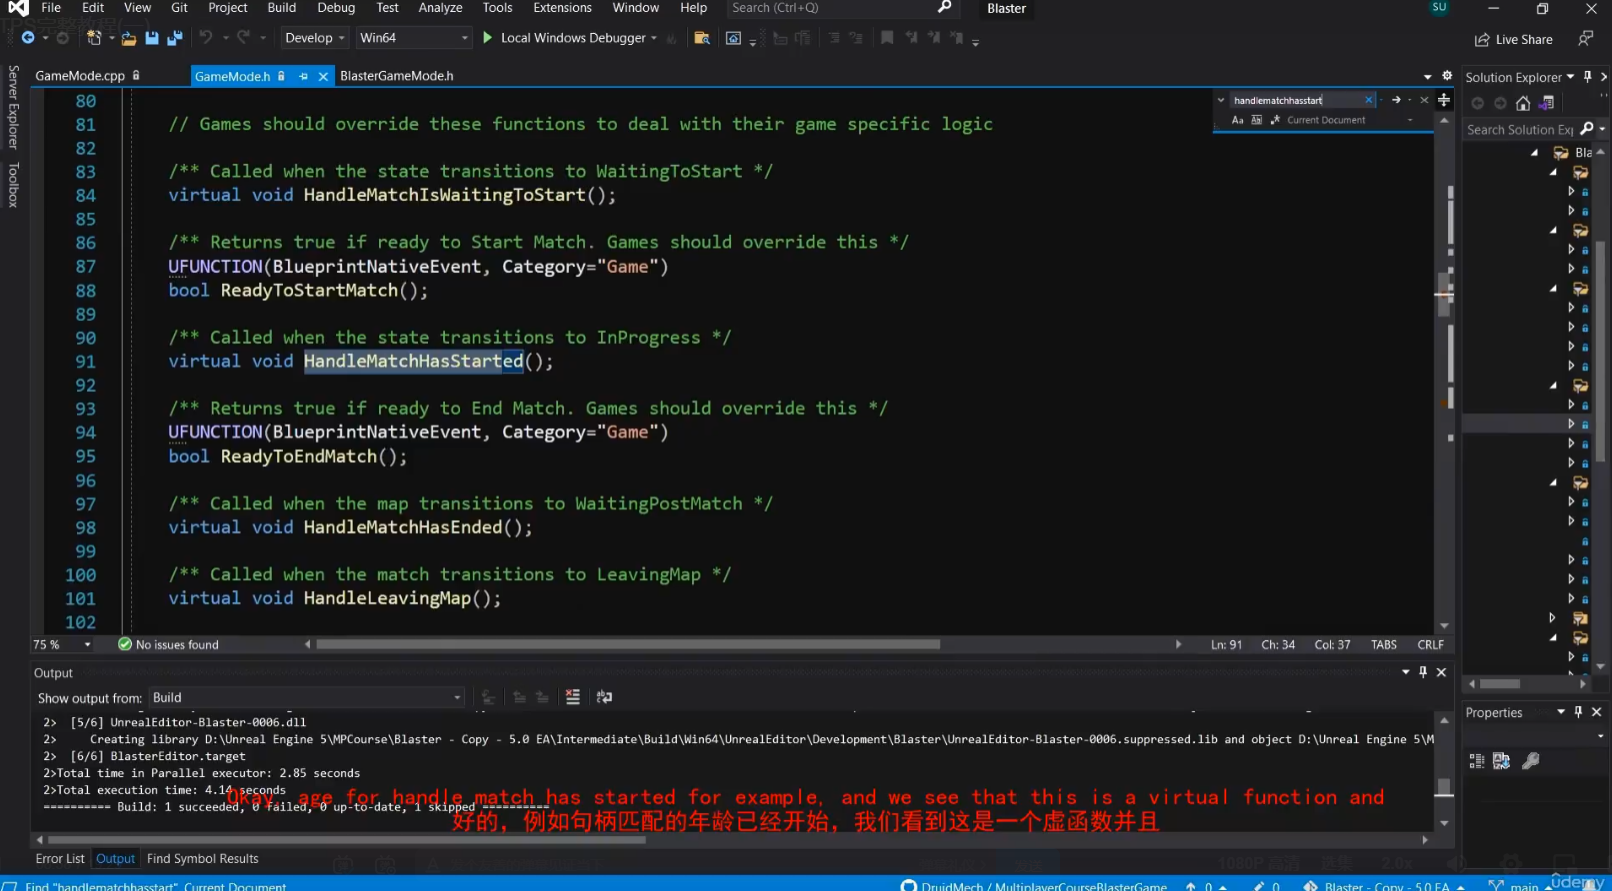 File Edit View Git Project Build Debug Test Analyze Tools Extensions Window Help Search (Ctrl+Q) Blaster SU
TPS完整教程(一)
Develop Win64 Local Windows Debugger Live Share
Server Explorer
Toolbox
GameMode.cpp GameMode.h BlasterGameMode.h
handlematchhasstart
Aa Current Document
Solution Explorer
Search Solution Exp
Bla
80
81 // Games should override these functions to deal with their game specific logic
82
83 /** Called when the state transitions to WaitingToStart */
84 virtual void HandleMatchIsWaitingToStart();
85
86 /** Returns true if ready to Start Match. Games should override this */
87 UFUNCTION(BlueprintNativeEvent, Category="Game")
88 bool ReadyToStartMatch();
89
90 /** Called when the state transitions to InProgress */
91 virtual void HandleMatchHasStarted();
92
93 /** Returns true if ready to End Match. Games should override this */
94 UFUNCTION(BlueprintNativeEvent, Category="Game")
95 bool ReadyToEndMatch();
96
97 /** Called when the map transitions to WaitingPostMatch */
98 virtual void HandleMatchHasEnded();
99
100 /** Called when the match transitions to LeavingMap */
101 virtual void HandleLeavingMap();
102
75 % No issues found Ln: 91 Ch: 34 Col: 37 TABS CRLF
Output
Show output from: Build
2> [5/6] UnrealEditor-Blaster-0006.dll
2> Creating library D:\Unreal Engine 5\MPCourse\Blaster - Copy - 5.0 EA\Intermediate\Build\Win64\UnrealEditor\Development\Blaster\UnrealEditor-Blaster-0006.suppressed.lib and object D:\Unreal Engine 5\M
2> [6/6] BlasterEditor.target
2>Total time in Parallel executor: 2.85 seconds
2>Total execution time: 4.14 seconds
========== Build: 1 succeeded, 0 failed, 0 up-to-date, 1 skipped ==========
Okay, age for handle match has started for example, and we see that this is a virtual function and
好的，例如句柄匹配的年龄已经开始，我们看到这是一个虚函数并且
Properties
Error List Output Find Symbol Results
1080P 高清 2.0x
Find "handlematchhasstart" Current Document DruidMech / MultiplayerCourseBlasterGame 0 0 Blaster - Copy - 5.0 EA main
udemy